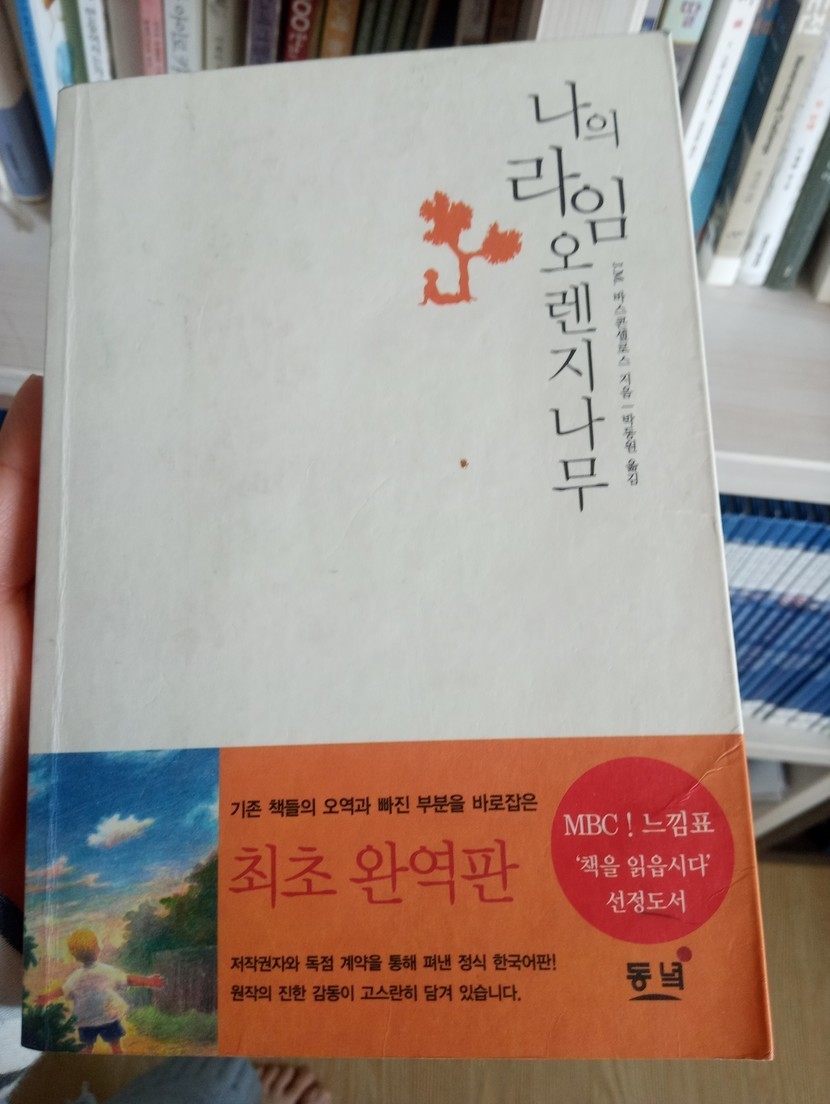 나의
라임
오렌지나무
J.M. 바스콘셀로스 지음 | 박동원 옮김
기존 책들의 오역과 빠진 부분을 바로잡은
최초 완역판
저작권자와 독점 계약을 통해 펴낸 정식 한국어판!
원작의 진한 감동이 고스란히 담겨 있습니다.
MBC ! 느낌표
'책을 읽읍시다'
선정도서
동녘